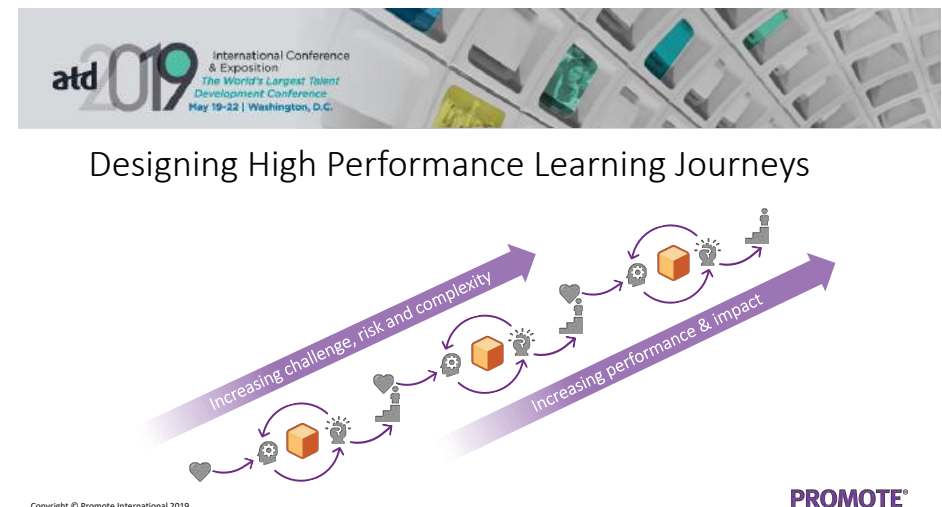 atd 2019
International Conference
& Exposition
The World's Largest Talent
Development Conference
May 19-22 | Washington, D.C.
Designing High Performance Learning Journeys
Increasing challenge, risk and complexity
Increasing performance & impact
Copyright © Promote International 2019
PROMOTE®